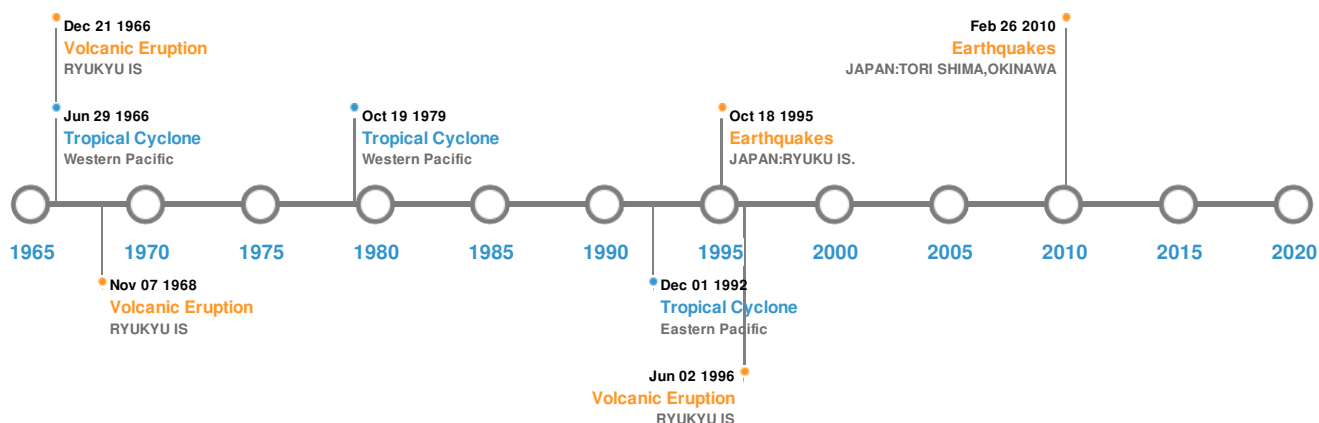 Dec 21 1966
Volcanic Eruption
RYUKYU IS
Jun 29 1966
Tropical Cyclone
Western Pacific
Oct 19 1979
Tropical Cyclone
Western Pacific
Oct 18 1995
Earthquakes
JAPAN:RYUKU IS.
Feb 26 2010
Earthquakes
JAPAN:TORI SHIMA,OKINAWA
1965 1970 1975 1980 1985 1990 1995 2000 2005 2010 2015 2020
Nov 07 1968
Volcanic Eruption
RYUKYU IS
Dec 01 1992
Tropical Cyclone
Eastern Pacific
Jun 02 1996
Volcanic Eruption
RYUKYU IS